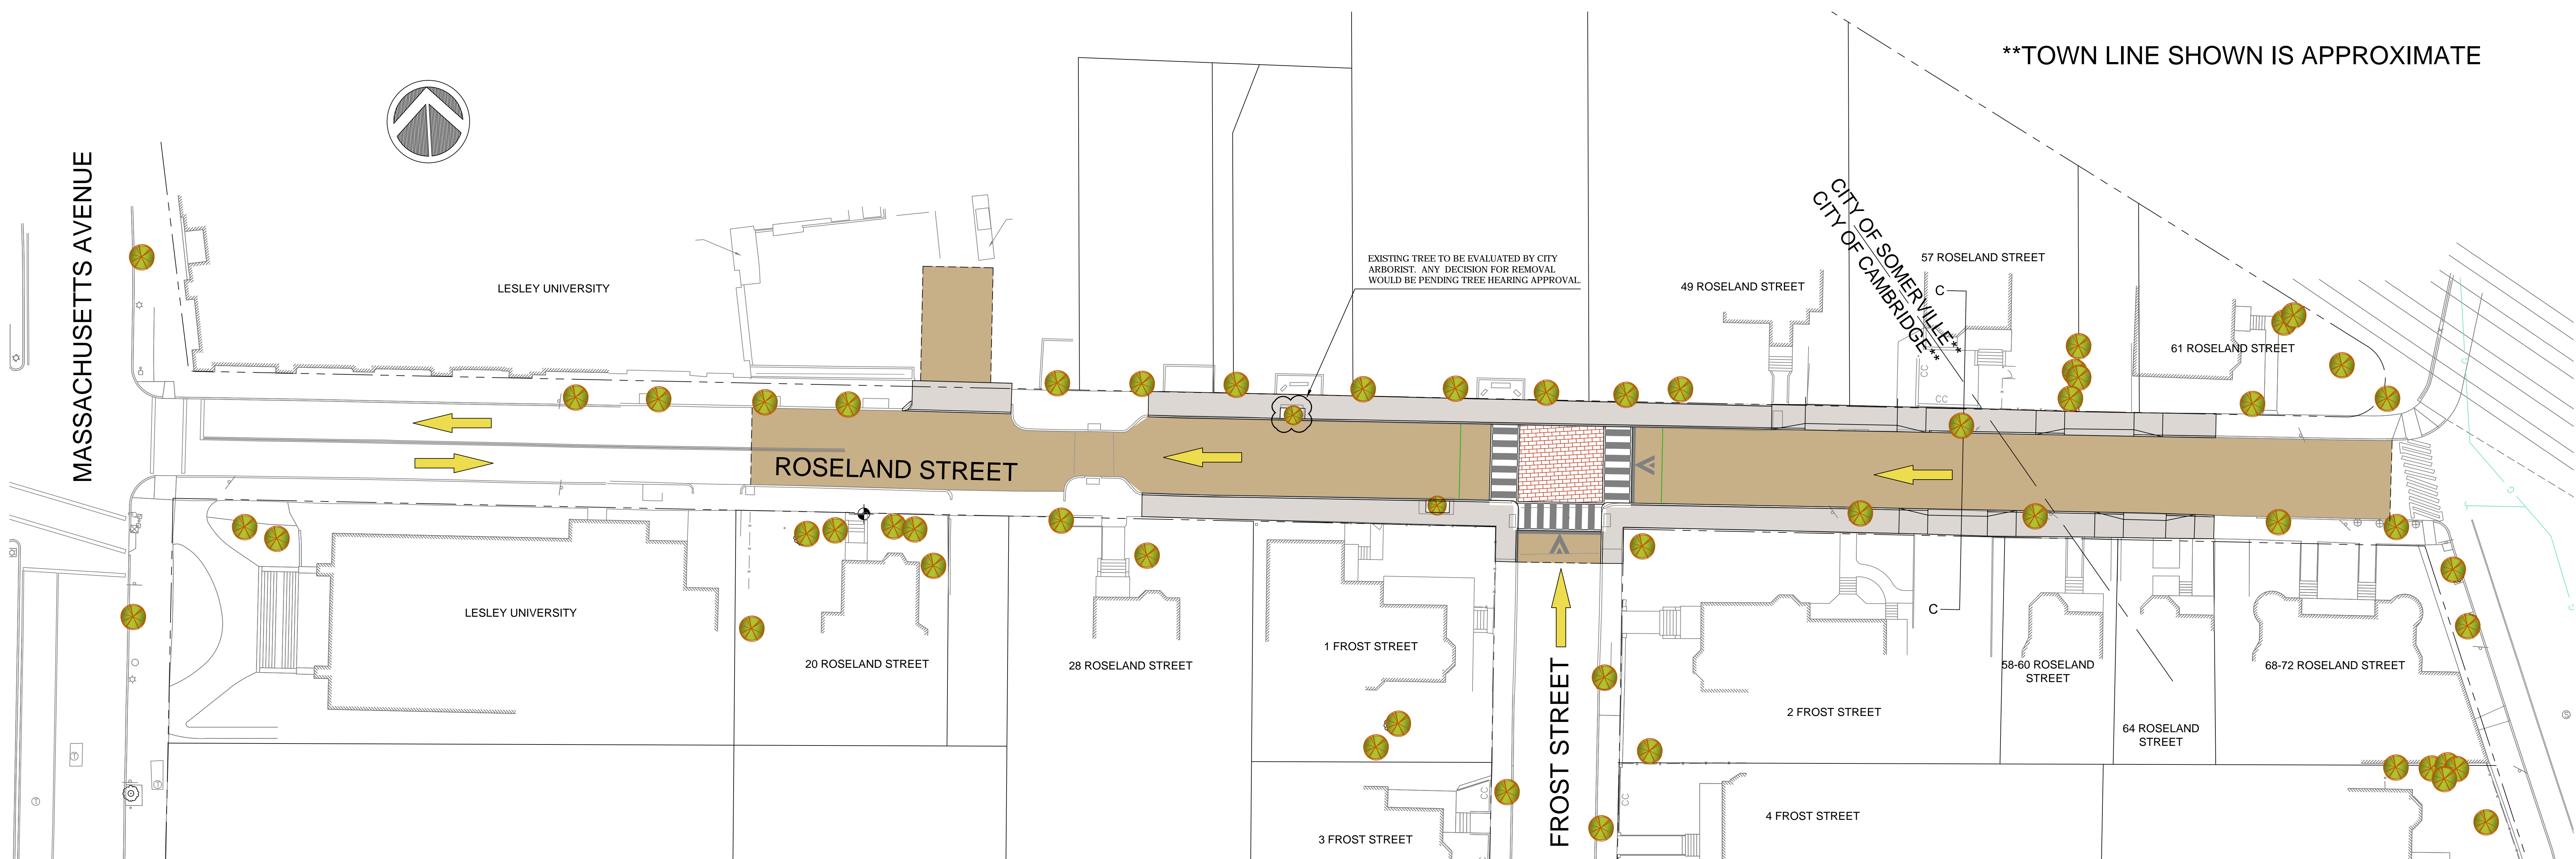 **TOWN LINE SHOWN IS APPROXIMATE
MASSACHUSETTS AVENUE
LESLEY UNIVERSITY
EXISTING TREE TO BE EVALUATED BY CITY
ARBORIST. ANY DECISION FOR REMOVAL
WOULD BE PENDING TREE HEARING APPROVAL.
49 ROSELAND STREET
CITY OF SOMERVILLE**
CITY OF CAMBRIDGE**
57 ROSELAND STREET
C
61 ROSELAND STREET
CC
CC
ROSELAND STREET
LESLEY UNIVERSITY
20 ROSELAND STREET
28 ROSELAND STREET
1 FROST STREET
FROST STREET
C
2 FROST STREET
58-60 ROSELAND
STREET
64 ROSELAND
STREET
68-72 ROSELAND STREET
3 FROST STREET
CC
CC
4 FROST STREET